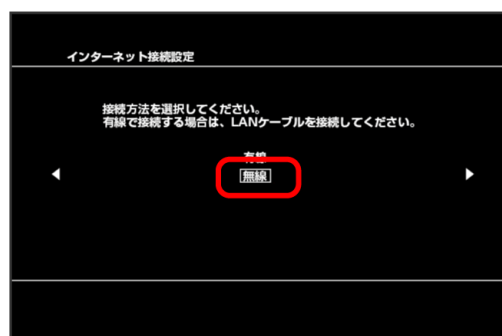 インターネット接続設定
接続方法を選択してください。
有線で接続する場合は、LANケーブルを接続してください。
有線
無線